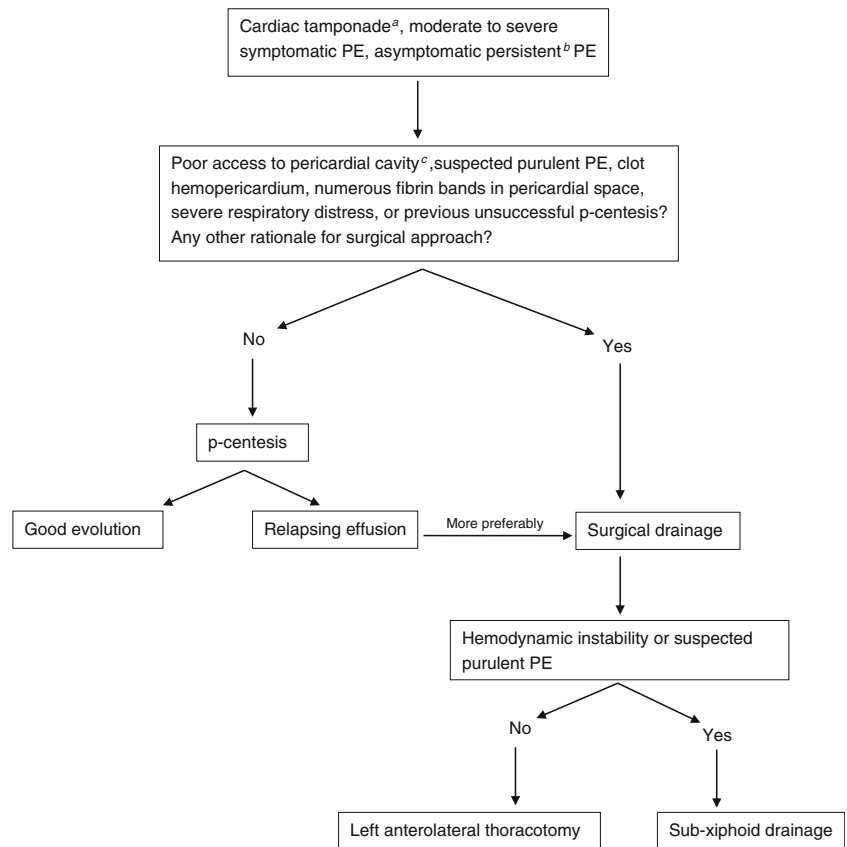 Cardiac tamponade a, moderate to severe
symptomatic PE, asymptomatic persistent b PE
Poor access to pericardial cavity c ,suspected purulent PE, clot
hemopericardium, numerous fibrin bands in pericardial space,
severe respiratory distress, or previous unsuccessful p-centesis?
Any other rationale for surgical approach?
No
Yes
p-centesis
Good evolution
Relapsing effusion
More preferably
Surgical drainage
Hemodynamic instability or suspected
purulent PE
No
Yes
Left anterolateral thoracotomy
Sub-xiphoid drainage